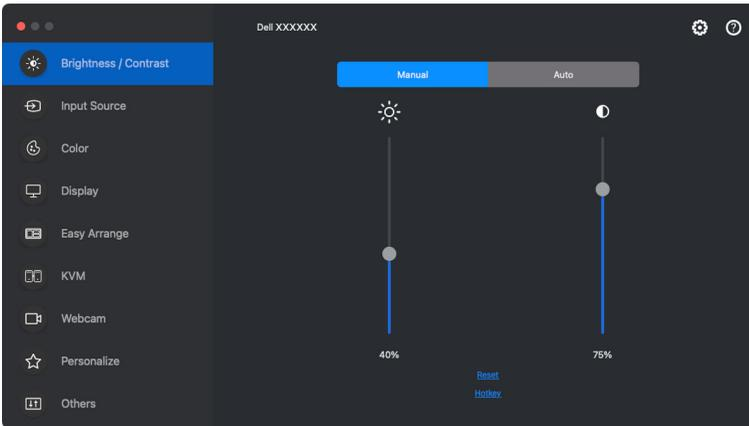 Dell XXXXXX
Brightness / Contrast
Input Source
Color
Display
Easy Arrange
KVM
Webcam
Personalize
Others
Manual
Auto
40%
75%
Reset
Hotkey